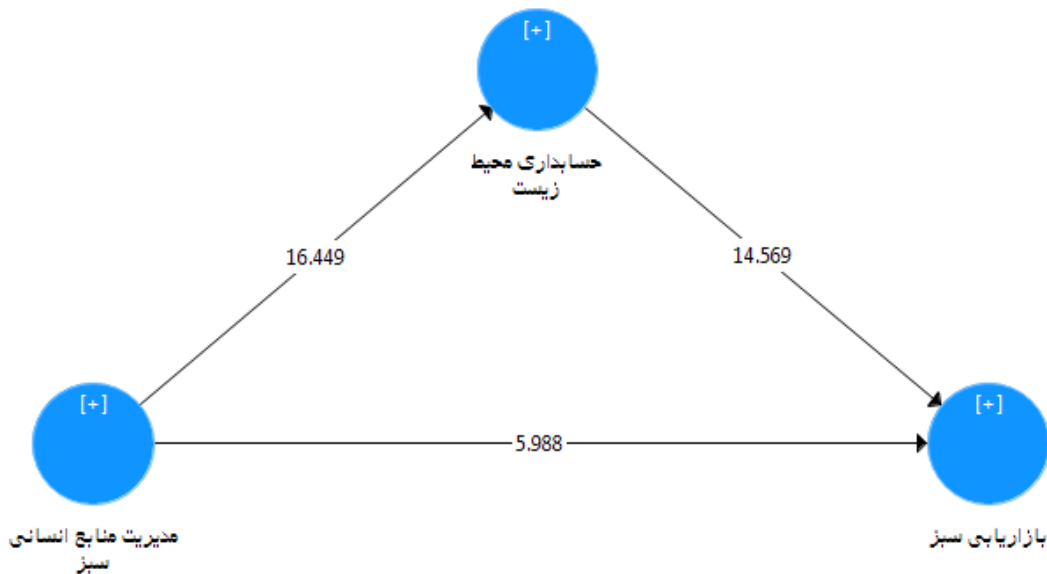 [+]
حسابداری محیط
زیست
16.449
14.569
[+]
[+]
5.988
مدیریت منابع انسانی
سبز
بازاریابی سبز